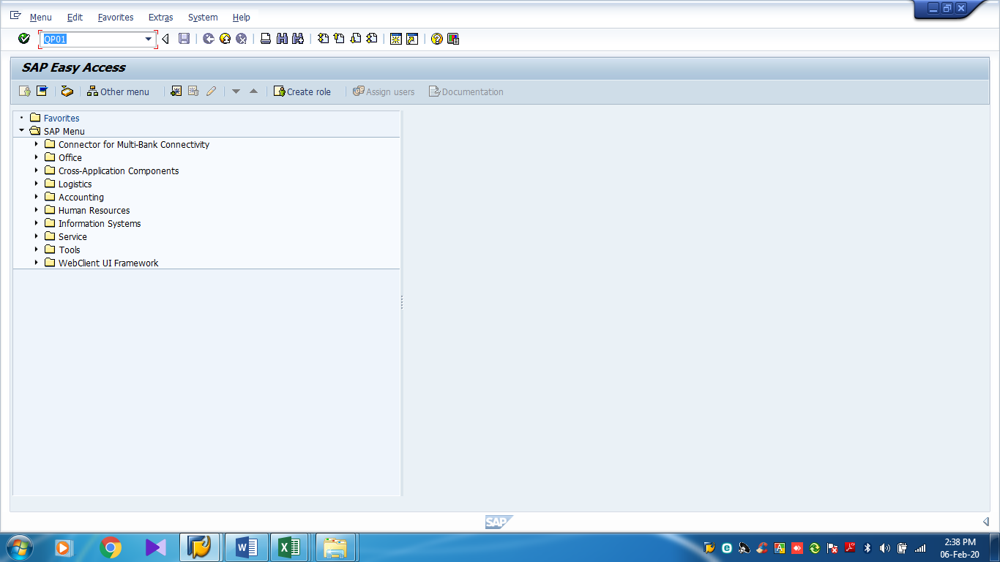 Menu Edit Favorites Extras System Help
QP01
SAP Easy Access
Other menu Create role Assign users Documentation
Favorites
SAP Menu
Connector for Multi-Bank Connectivity
Office
Cross-Application Components
Logistics
Accounting
Human Resources
Information Systems
Service
Tools
WebClient UI Framework
SAP
2:38 PM
06-Feb-20